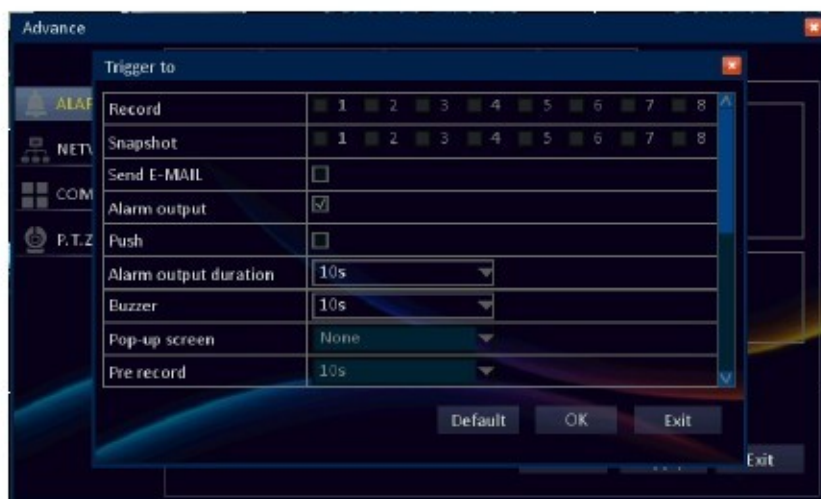 Advance
Trigger to
ALAR
Record 1 2 3 4 5 6 7 8
Snapshot 1 2 3 4 5 6 7 8
NETW
Send E-MAIL
COM
Alarm output
P.T.Z
Push
Alarm output duration 10s
Buzzer 10s
Pop-up screen None
Pre record 10s
Default OK Exit
Exit